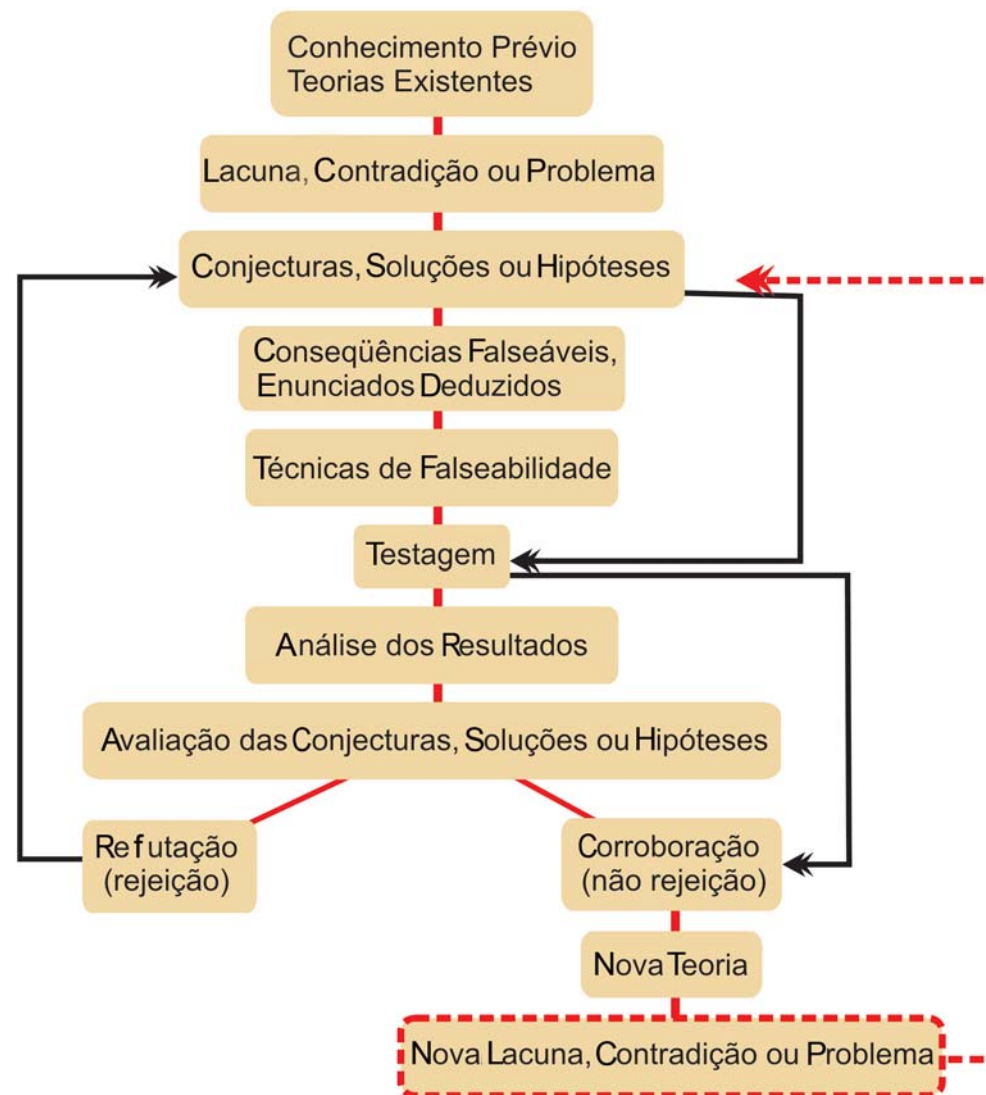 Conhecimento Prévio
Teorias Existentes
Lacuna, Contradição ou Problema
Conjecturas, Soluções ou Hipóteses
Conseqüências Falseáveis,
Enunciados Deduzidos
Técnicas de Falseabilidade
Testagem
Análise dos Resultados
Avaliação das Conjecturas, Soluções ou Hipóteses
Refutação
(rejeição)
Corroboração
(não rejeição)
Nova Teoria
Nova Lacuna, Contradição ou Problema